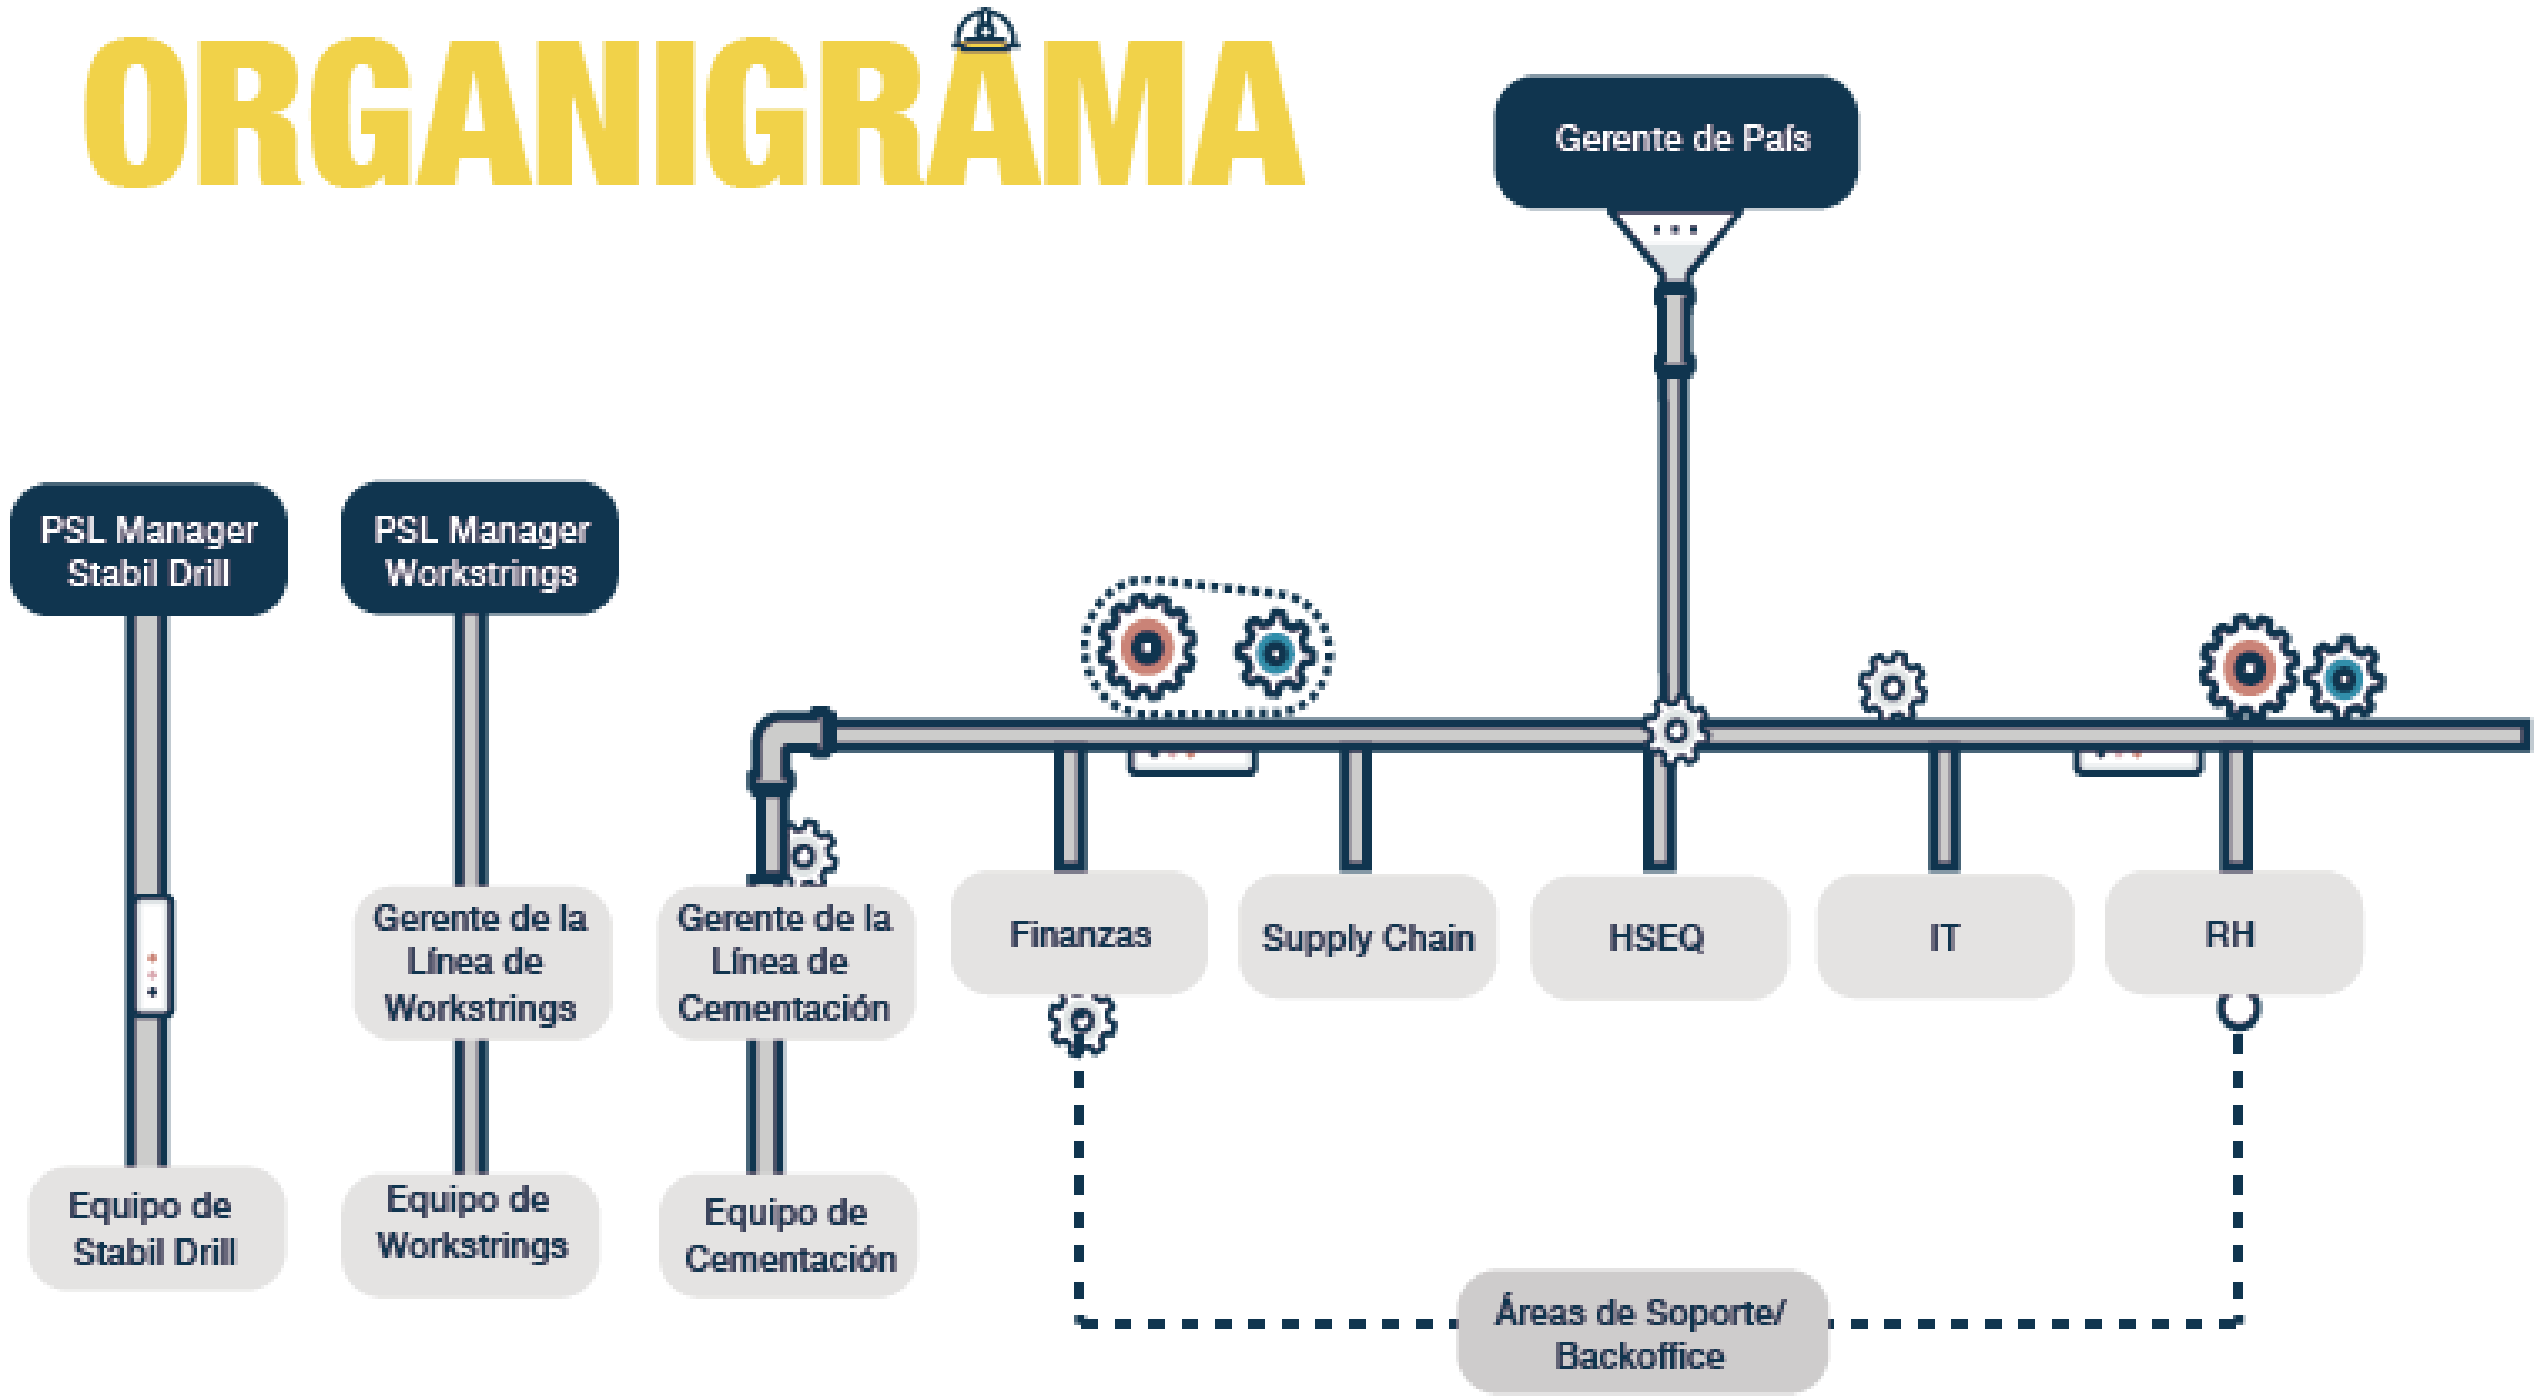 ORGANIGRAMA
Gerente de País
PSL Manager
Stabil Drill
PSL Manager
Workstrings
Gerente de la
Línea de
Workstrings
Gerente de la
Línea de
Cementación
Finanzas
Supply Chain
HSEQ
IT
RH
Equipo de
Stabil Drill
Equipo de
Workstrings
Equipo de
Cementación
Áreas de Soporte/
Backoffice